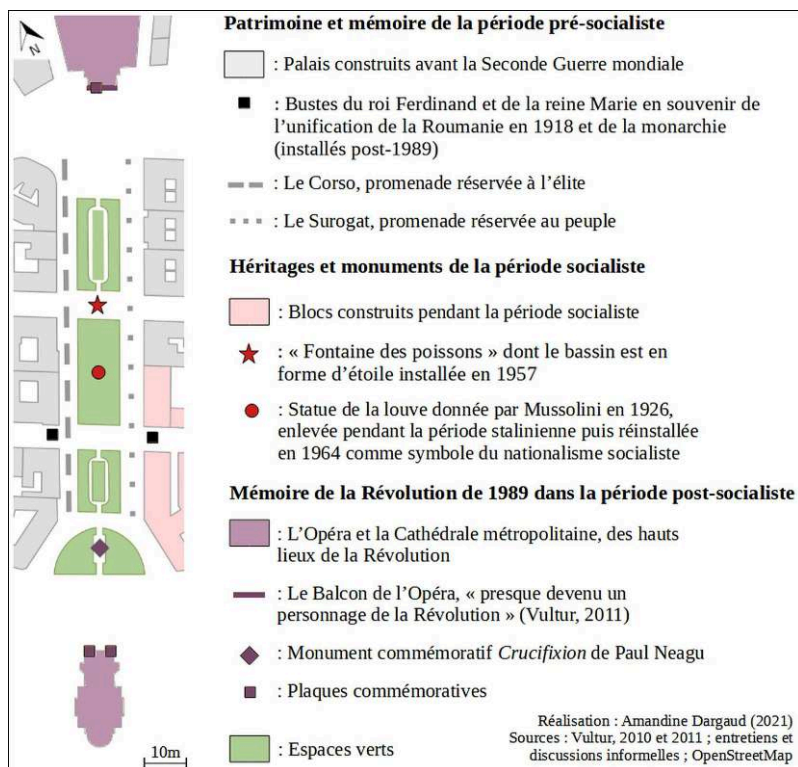 N
Patrimoine et mémoire de la période pré-socialiste
: Palais construits avant la Seconde Guerre mondiale
: Bustes du roi Ferdinand et de la reine Marie en souvenir de
l’unification de la Roumanie en 1918 et de la monarchie
(installés post-1989)
: Le Corso, promenade réservée à l’élite
: Le Surogat, promenade réservée au peuple
Héritages et monuments de la période socialiste
: Blocs construits pendant la période socialiste
: « Fontaine des poissons » dont le bassin est en
forme d’étoile installée en 1957
: Statue de la louve donnée par Mussolini en 1926,
enlevée pendant la période stalinienne puis réinstallée
en 1964 comme symbole du nationalisme socialiste
Mémoire de la Révolution de 1989 dans la période post-socialiste
: L’Opéra et la Cathédrale métropolitaine, des hauts
lieux de la Révolution
: Le Balcon de l’Opéra, « presque devenu un
personnage de la Révolution » (Vultur, 2011)
: Monument commémoratif Crucifixion de Paul Neagu
: Plaques commémoratives
: Espaces verts
10m
Réalisation : Amandine Dargaud (2021)
Sources : Vultur, 2010 et 2011 ; entretiens et
discussions informelles ; OpenStreetMap